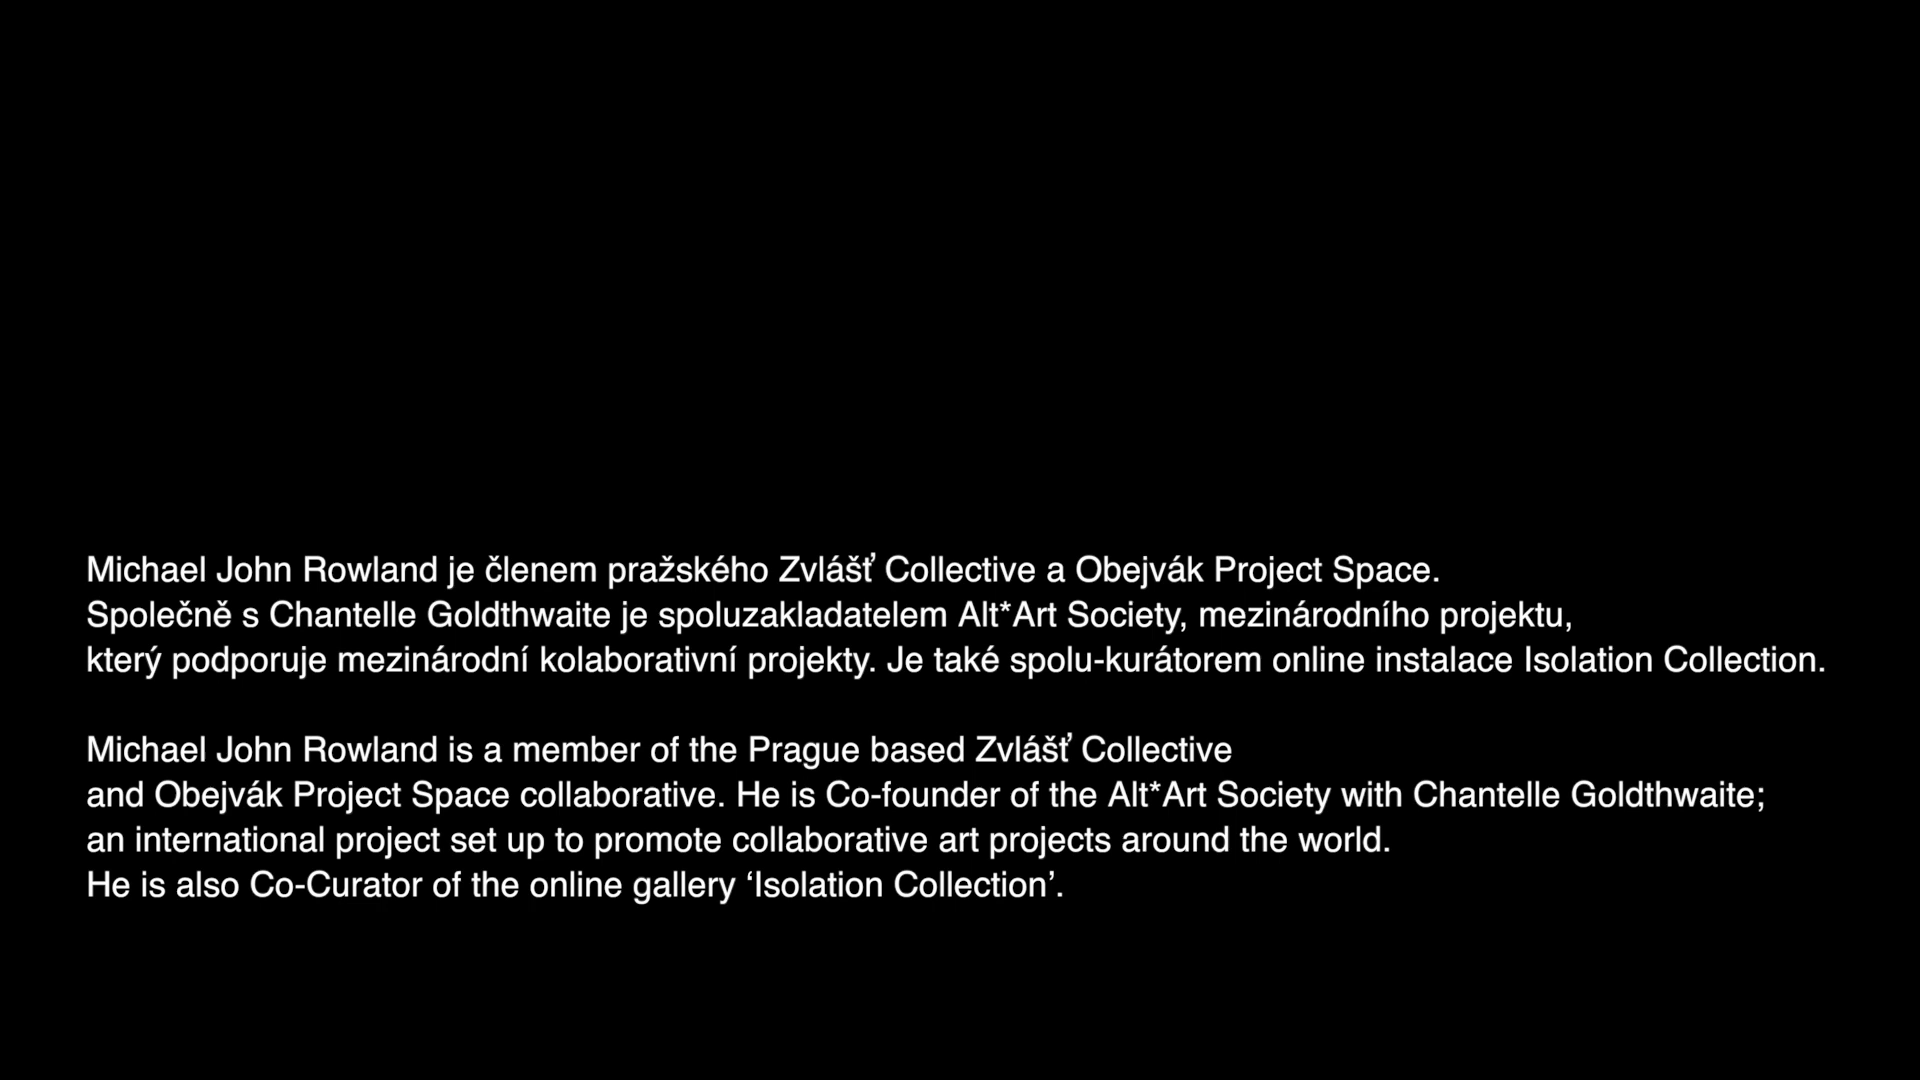 Michael John Rowland je členem pražského Zvlášť Collective a Obejvák Project Space.
Společně s Chantelle Goldthwaite je spoluzakladatelem Alt*Art Society, mezinárodního projektu,
který podporuje mezinárodní kolaborativní projekty. Je také spolu-kurátorem online instalace Isolation Collection.
Michael John Rowland is a member of the Prague based Zvlášť Collective
and Obejvák Project Space collaborative. He is Co-founder of the Alt*Art Society with Chantelle Goldthwaite;
an international project set up to promote collaborative art projects around the world.
He is also Co-Curator of the online gallery ‘Isolation Collection’.